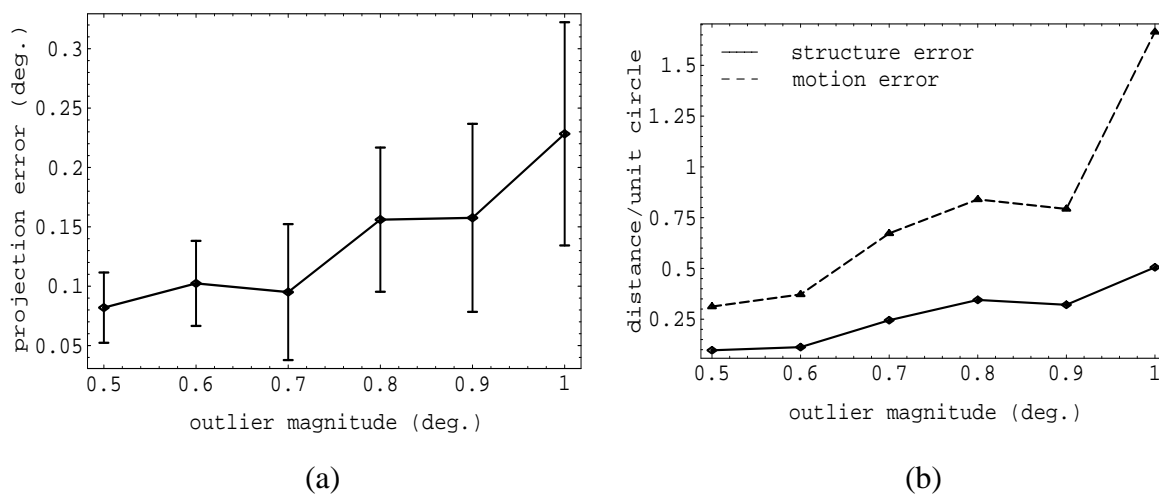 projection error (deg.)
0.3
0.25
0.2
0.15
0.1
0.05
0.5 0.6 0.7 0.8 0.9 1
outlier magnitude (deg.)
(a)
distance/unit circle
structure error
motion error
1.5
1.25
1
0.75
0.5
0.25
0.5 0.6 0.7 0.8 0.9 1
outlier magnitude (deg.)
(b)